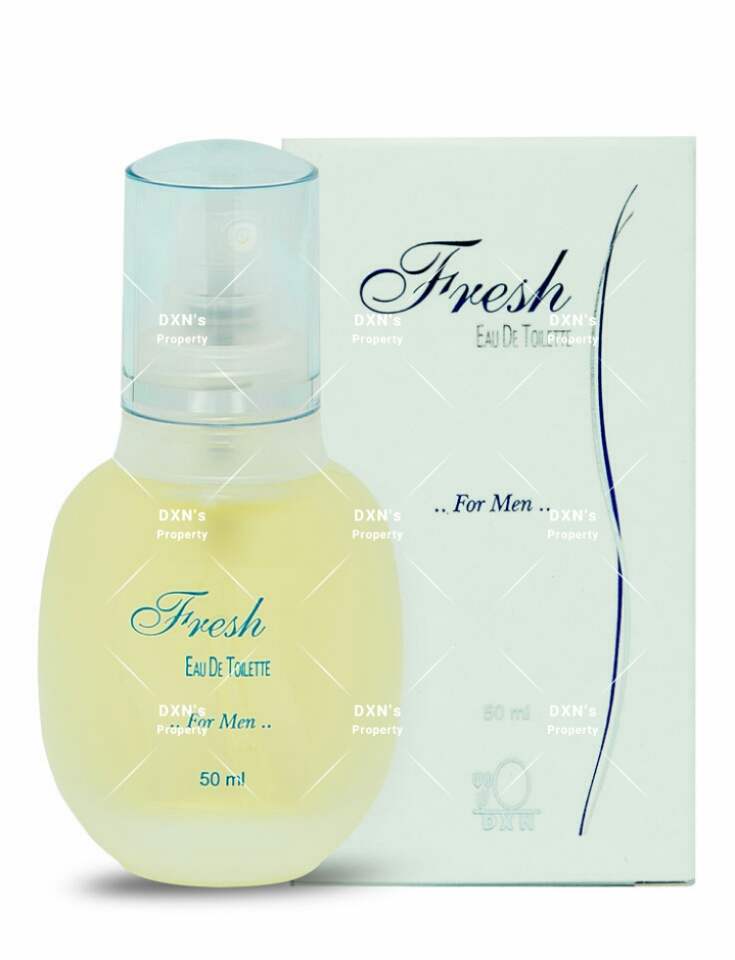 Fresh
EAU DE TOILETTE
.. For Men ..
50 ml
DXN
Fresh
EAU DE TOILETTE
.. For Men ..
50 ml
DXN's
Property
DXN's
Property
DXN's
Property
DXN's
Property
DXN's
Property
DXN's
Property
DXN's
Property
DXN's
Property
DXN's
Property